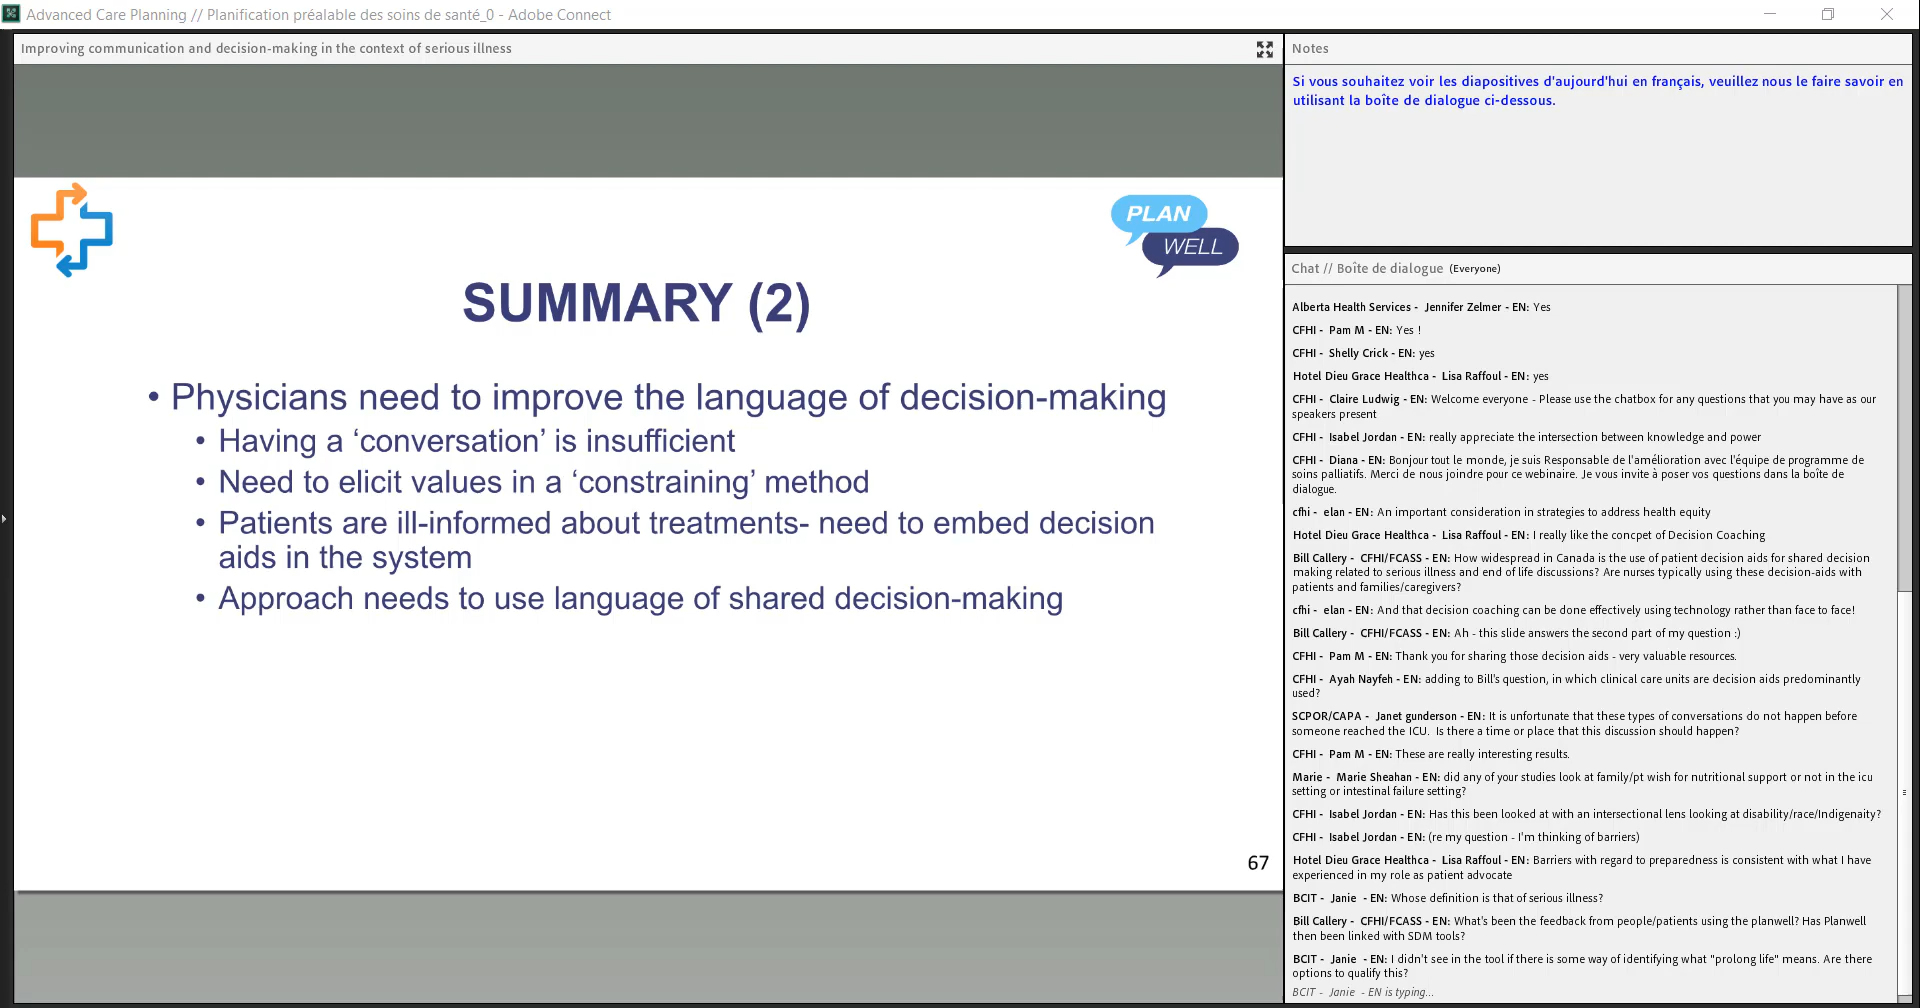 Advanced Care Planning // Planification préalable des soins de santé_0 - Adobe Connect
Improving communication and decision-making in the context of serious illness
PLAN
WELL
SUMMARY (2)
• Physicians need to improve the language of decision-making
• Having a ‘conversation’ is insufficient
• Need to elicit values in a ‘constraining’ method
• Patients are ill-informed about treatments- need to embed decision
aids in the system
• Approach needs to use language of shared decision-making
67
Notes
Si vous souhaitez voir les diapositives d'aujourd'hui en français, veuillez nous le faire savoir en
utilisant la boîte de dialogue ci-dessous.
Chat // Boîte de dialogue (Everyone)
Alberta Health Services - Jennifer Zelmer - EN: Yes
CFHI - Pam M - EN: Yes !
CFHI - Shelly Crick - EN: yes
Hotel Dieu Grace Healthca - Lisa Raffoul - EN: yes
CFHI - Claire Ludwig - EN: Welcome everyone - Please use the chatbox for any questions that you may have as our
speakers present
CFHI - Isabel Jordan - EN: really appreciate the intersection between knowledge and power
CFHI - Diana - EN: Bonjour tout le monde, je suis Responsable de l'amélioration avec l'équipe de programme de
soins palliatifs. Merci de nous joindre pour ce webinaire. Je vous invite à poser vos questions dans la boîte de
dialogue.
cfhi - elan - EN: An important consideration in strategies to address health equity
Hotel Dieu Grace Healthca - Lisa Raffoul - EN: I really like the concpet of Decision Coaching
Bill Callery - CFHI/FCASS - EN: How widespread in Canada is the use of patient decision aids for shared decision
making related to serious illness and end of life discussions? Are nurses typically using these decision-aids with
patients and families/caregivers?
cfhi - elan - EN: And that decision coaching can be done effectively using technology rather than face to face!
Bill Callery - CFHI/FCASS - EN: Ah - this slide answers the second part of my question :)
CFHI - Pam M - EN: Thank you for sharing those decision aids - very valuable resources.
CFHI - Ayah Nayfeh - EN: adding to Bill's question, in which clinical care units are decision aids predominantly
used?
SCPOR/CAPA - Janet gunderson - EN: It is unfortunate that these types of conversations do not happen before
someone reached the ICU. Is there a time or place that this discussion should happen?
CFHI - Pam M - EN: These are really interesting results.
Marie - Marie Sheahan - EN: did any of your studies look at family/pt wish for nutritional support or not in the icu
setting or intestinal failure setting?
CFHI - Isabel Jordan - EN: Has this been looked at with an intersectional lens looking at disability/race/Indigenaity?
CFHI - Isabel Jordan - EN: (re my question - I'm thinking of barriers)
Hotel Dieu Grace Healthca - Lisa Raffoul - EN: Barriers with regard to preparedness is consistent with what I have
experienced in my role as patient advocate
BCIT - Janie - EN: Whose definition is that of serious illness?
Bill Callery - CFHI/FCASS - EN: What's been the feedback from people/patients using the planwell? Has Planwell
then been linked with SDM tools?
BCIT - Janie - EN: I didn't see in the tool if there is some way of identifying what "prolong life" means. Are there
options to qualify this?
BCIT - Janie - EN is typing...